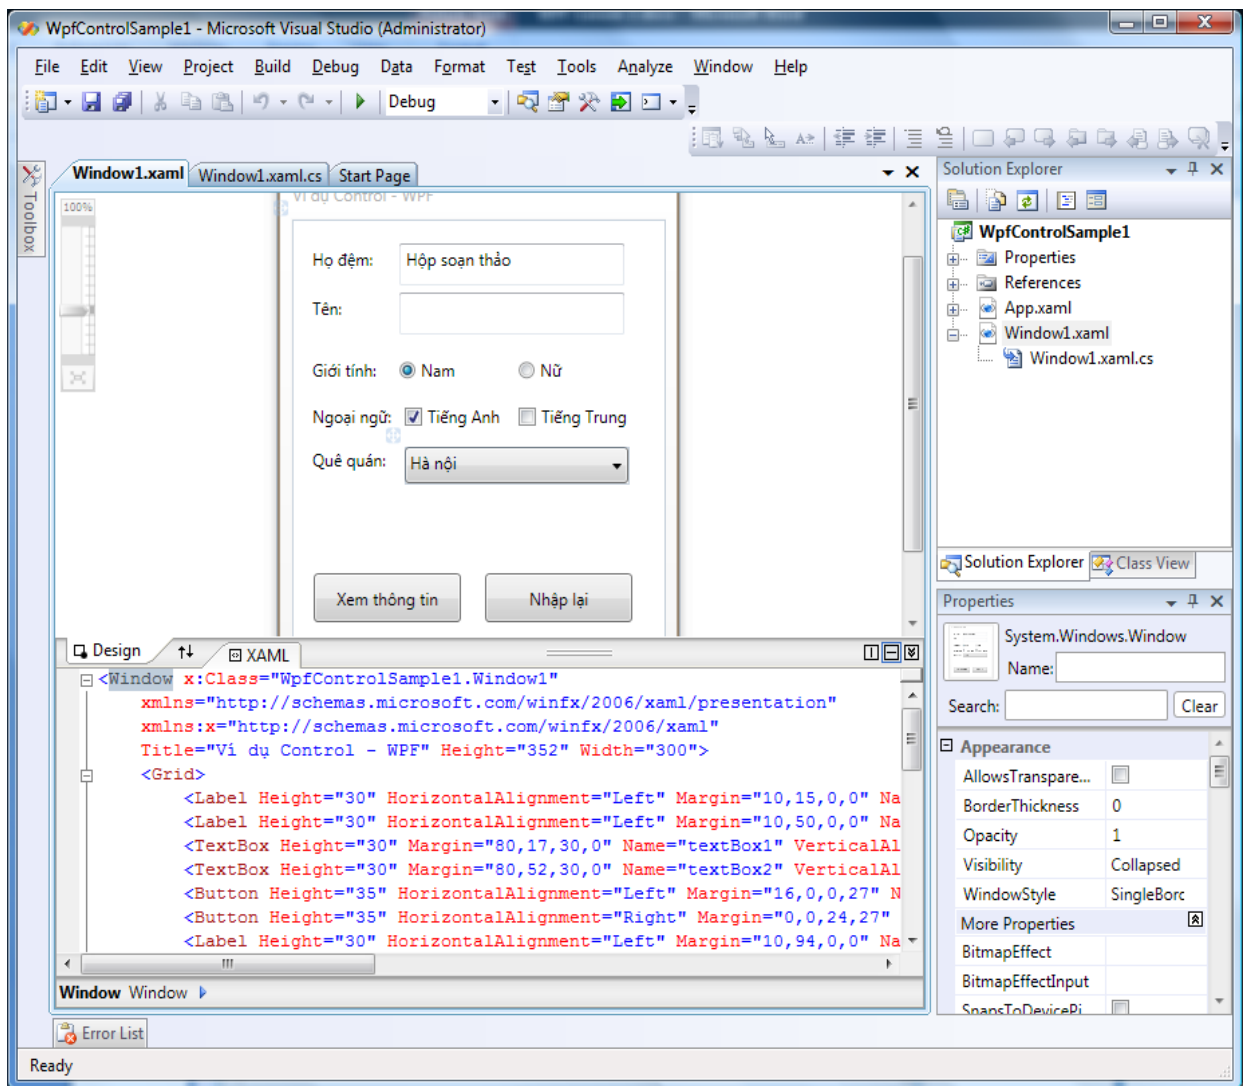 WpfControlSample1 - Microsoft Visual Studio (Administrator)
File Edit View Project Build Debug Data Format Test Tools Analyze Window Help
Debug
Toolbox
Window1.xaml Window1.xaml.cs Start Page
100%
Ví dụ Control - WPF
Họ đệm: Hộp soạn thảo
Tên:
Giới tính: Nam Nữ
Ngoại ngữ: Tiếng Anh Tiếng Trung
Quê quán: Hà nội
Xem thông tin Nhập lại
Design XAML
<Window x:Class="WpfControlSample1.Window1"
xmlns="http://schemas.microsoft.com/winfx/2006/xaml/presentation"
xmlns:x="http://schemas.microsoft.com/winfx/2006/xaml"
Title="Ví dụ Control - WPF" Height="352" Width="300">
<Grid>
<Label Height="30" HorizontalAlignment="Left" Margin="10,15,0,0" Na
<Label Height="30" HorizontalAlignment="Left" Margin="10,50,0,0" Na
<TextBox Height="30" Margin="80,17,30,0" Name="textBox1" VerticalAl
<TextBox Height="30" Margin="80,52,30,0" Name="textBox2" VerticalAl
<Button Height="35" HorizontalAlignment="Left" Margin="16,0,0,27" N
<Button Height="35" HorizontalAlignment="Right" Margin="0,0,24,27"
<Label Height="30" HorizontalAlignment="Left" Margin="10,94,0,0" Na
Window Window
Error List
Ready
Solution Explorer
WpfControlSample1
Properties
References
App.xaml
Window1.xaml
Window1.xaml.cs
Solution Explorer Class View
Properties
System.Windows.Window
Name:
Search: Clear
Appearance
AllowsTranspare...
BorderThickness 0
Opacity 1
Visibility Collapsed
WindowStyle SingleBorc
More Properties
BitmapEffect
BitmapEffectInput
SnapsToDevicePi